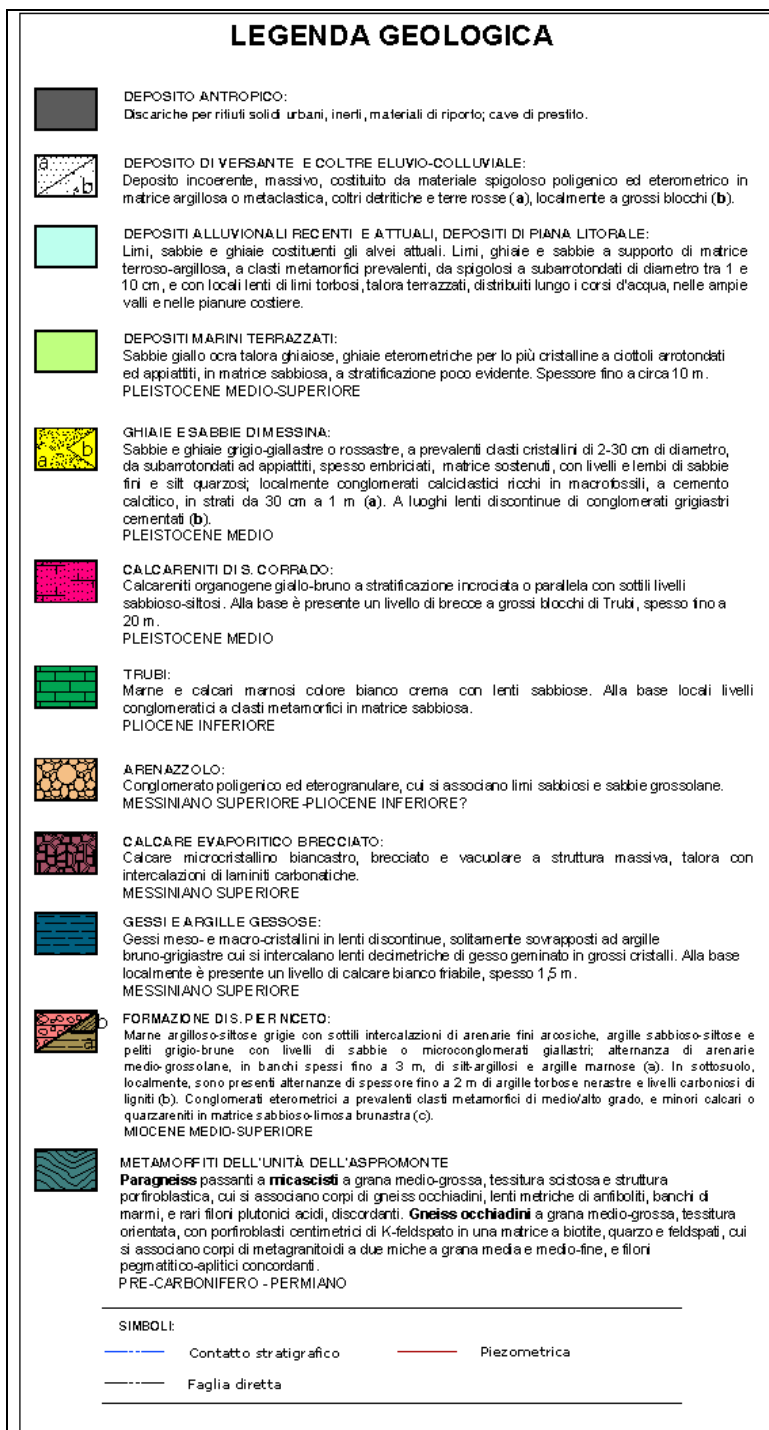 LEGENDA GEOLOGICA
DEPOSITO ANTROPICO:
Discariche per rifiuti solidi urbani, inerti, materiali di riporto; cave di prestito.
a
b
DEPOSITO DI VERSANTE E COLTRE ELUVIO-COLLUVIALE:
Deposito incoerente, massivo, costituito da materiale spigoloso poligenico ed eterometrico in
matrice argillosa o metaclastica, coltri detritiche e terre rosse (a), localmente a grossi blocchi (b).
DEPOSITI ALLUVIONALI RECENTI E ATTUALI, DEPOSITI DI PIANA LITORALE:
Limi, sabbie e ghiaie costituenti gli alvei attuali. Limi, ghiaie e sabbie a supporto di matrice
terroso-argillosa, a clasti metamorfici prevalenti, da spigolosi a subarrotondati di diametro tra 1 e
10 cm, e con locali lenti di limi torbosi, talora terrazzati, distribuiti lungo i corsi d'acqua, nelle ampie
valli e nelle pianure costiere.
DEPOSITI MARINI TERRAZZATI:
Sabbie giallo ocra talora ghiaiose, ghiaie eterometriche per lo più cristalline a ciottoli arrotondati
ed appiattiti, in matrice sabbiosa, a stratificazione poco evidente. Spessore fino a circa 10 m.
PLEISTOCENE MEDIO-SUPERIORE
a
b
GHIAIE E SABBIE DI MESSINA:
Sabbie e ghiaie grigio-giallastre o rossastre, a prevalenti clasti cristallini di 2-30 cm di diametro,
da subarrotondati ad appiattiti, spesso embriciati, matrice sostenuti, con livelli e lembi di sabbie
fini e silt quarzosi; localmente conglomerati calciclastici ricchi in macrofossili, a cemento
calcitico, in strati da 30 cm a 1 m (a). A luoghi lenti discontinue di conglomerati grigiastri
cementati (b).
PLEISTOCENE MEDIO
CALCARENITI DI S. CORRADO:
Calcareniti organogene giallo-bruno a stratificazione incrociata o parallela con sottili livelli
sabbioso-siltosi. Alla base è presente un livello di brecce a grossi blocchi di Trubi, spesso fino a
20 m.
PLEISTOCENE MEDIO
TRUBI:
Marne e calcari marnosi colore bianco crema con lenti sabbiose. Alla base locali livelli
conglomeratici a clasti metamorfici in matrice sabbiosa.
PLIOCENE INFERIORE
ARENAZZOLO:
Conglomerato poligenico ed eterogranulare, cui si associano limi sabbiosi e sabbie grossolane.
MESSINIANO SUPERIORE-PLIOCENE INFERIORE?
CALCARE EVAPORITICO BRECCIATO:
Calcare microcristallino biancastro, brecciato e vacuolare a struttura massiva, talora con
intercalazioni di laminiti carbonatiche.
MESSINIANO SUPERIORE
GESSI E ARGILLE GESSOSE:
Gessi meso- e macro-cristallini in lenti discontinue, solitamente sovrapposti ad argille
bruno-grigiastre cui si intercalano lenti decimetriche di gesso geminato in grossi cristalli. Alla base
localmente è presente un livello di calcare bianco friabile, spesso 1,5 m.
MESSINIANO SUPERIORE
b
a
FORMAZIONE DI S. PIER NICETO:
Marne argilloso-siltose grigie con sottili intercalazioni di arenarie fini arcosiche, argille sabbioso-siltose e
peliti grigio-brune con livelli di sabbie o microconglomerati giallastri; alternanza di arenarie
medio-grossolane, in banchi spessi fino a 3 m, di silt-argillosi e argille marnose (a). In sottosuolo,
localmente, sono presenti alternanze di spessore fino a 2 m di argille torbose nerastre e livelli carboniosi di
ligniti (b). Conglomerati eterometrici a prevalenti clasti metamorfici di medio/alto grado, e minori calcari o
quarzareniti in matrice sabbioso-limosa brunastra (c).
MIOCENE MEDIO-SUPERIORE
METAMORFITI DELL'UNITÀ DELL'ASPROMONTE
Paragneiss passanti a micascisti a grana medio-grossa, tessitura scistosa e struttura
porfiroblastica, cui si associano corpi di gneiss occhiadini, lenti metriche di anfiboliti, banchi di
marmi, e rari filoni plutonici acidi, discordanti. Gneiss occhiadini a grana medio-grossa, tessitura
orientata, con porfiroblasti centimetrici di K-feldspato in una matrice a biotite, quarzo e feldspati, cui
si associano corpi di metagranitoidi a due miche a grana media e medio-fine, e filoni
pegmatitico-aplitici concordanti.
PRE-CARBONIFERO - PERMIANO
SIMBOLI:
Contatto stratigrafico
Piezometrica
Faglia diretta